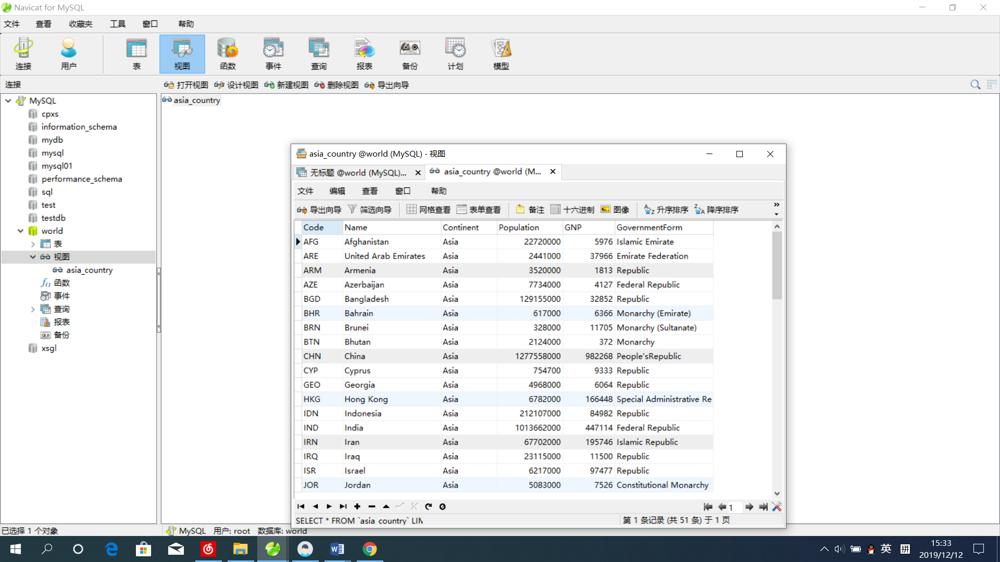 Navicat for MySQL
文件 查看 收藏夹 工具 窗口 帮助
连接 用户 表 视图 函数 事件 查询 报表 备份 计划 模型
连接 打开视图 设计视图 新建视图 删除视图 导出向导
MySQL
cpxs
information_schema
mydb
mysql
mysql01
performance_schema
sql
test
testdb
world
表
视图
asia_country
函数
事件
查询
报表
备份
xsgl
asia_country
asia_country @world (MySQL) - 视图
无标题 @world (MySQL)... asia_country @world (M...
文件 编辑 查看 窗口 帮助
导出向导 筛选向导 网格查看 表单查看 备注 十六进制 图像 升序排序 降序排序
Code Name Continent Population GNP GovernmentForm
AFG Afghanistan Asia 22720000 5976 Islamic Emirate
ARE United Arab Emirates Asia 2441000 37966 Emirate Federation
ARM Armenia Asia 3520000 1813 Republic
AZE Azerbaijan Asia 7734000 4127 Federal Republic
BGD Bangladesh Asia 129155000 32852 Republic
BHR Bahrain Asia 617000 6366 Monarchy (Emirate)
BRN Brunei Asia 328000 11705 Monarchy (Sultanate)
BTN Bhutan Asia 2124000 372 Monarchy
CHN China Asia 1277558000 982268 People'sRepublic
CYP Cyprus Asia 754700 9333 Republic
GEO Georgia Asia 4968000 6064 Republic
HKG Hong Kong Asia 6782000 166448 Special Administrative Re
IDN Indonesia Asia 212107000 84982 Republic
IND India Asia 1013662000 447114 Federal Republic
IRN Iran Asia 67702000 195746 Islamic Republic
IRQ Iraq Asia 23115000 11500 Republic
ISR Israel Asia 6217000 97477 Republic
JOR Jordan Asia 5083000 7526 Constitutional Monarchy
1
SELECT * FROM `asia_country` LIM 第 1 条记录 (共 51 条) 于 1 页
已选择 1 个对象 MySQL 用户: root 数据库: world
英 拼 15:33
2019/12/12